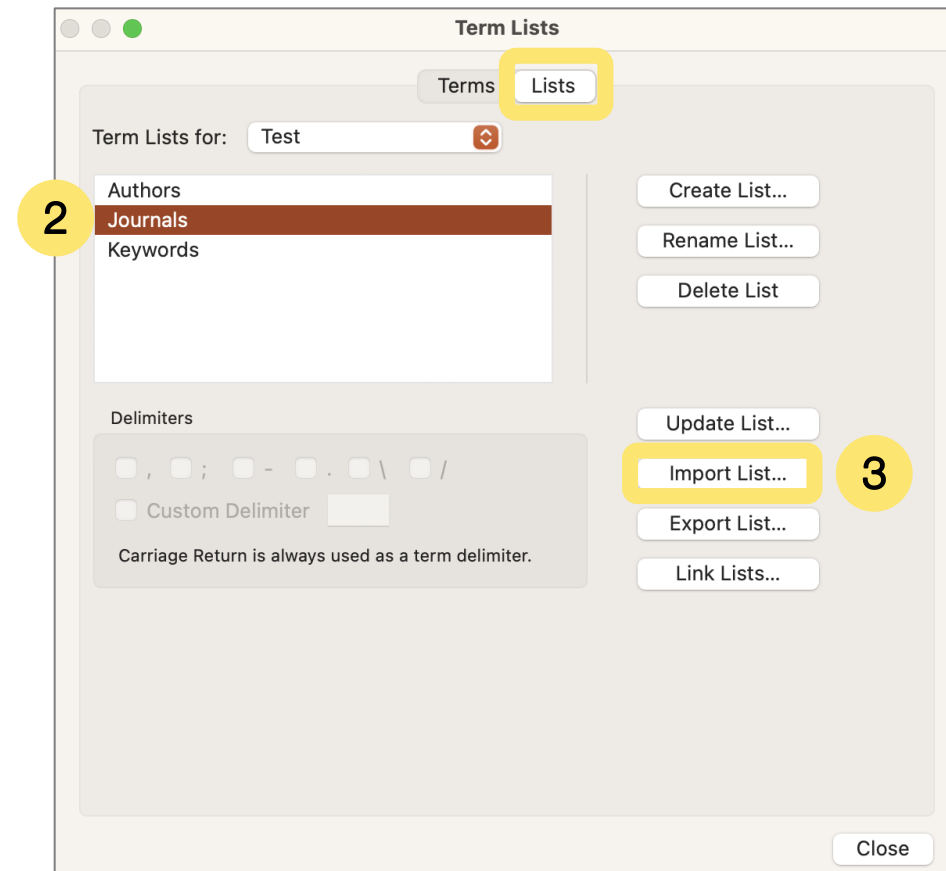 Term Lists
Terms Lists
Term Lists for: Test
Authors
2
Journals
Keywords
Create List...
Rename List...
Delete List
Delimiters
, ; - . \ /
Custom Delimiter
Carriage Return is always used as a term delimiter.
Update List...
Import List...
3
Export List...
Link Lists...
Close